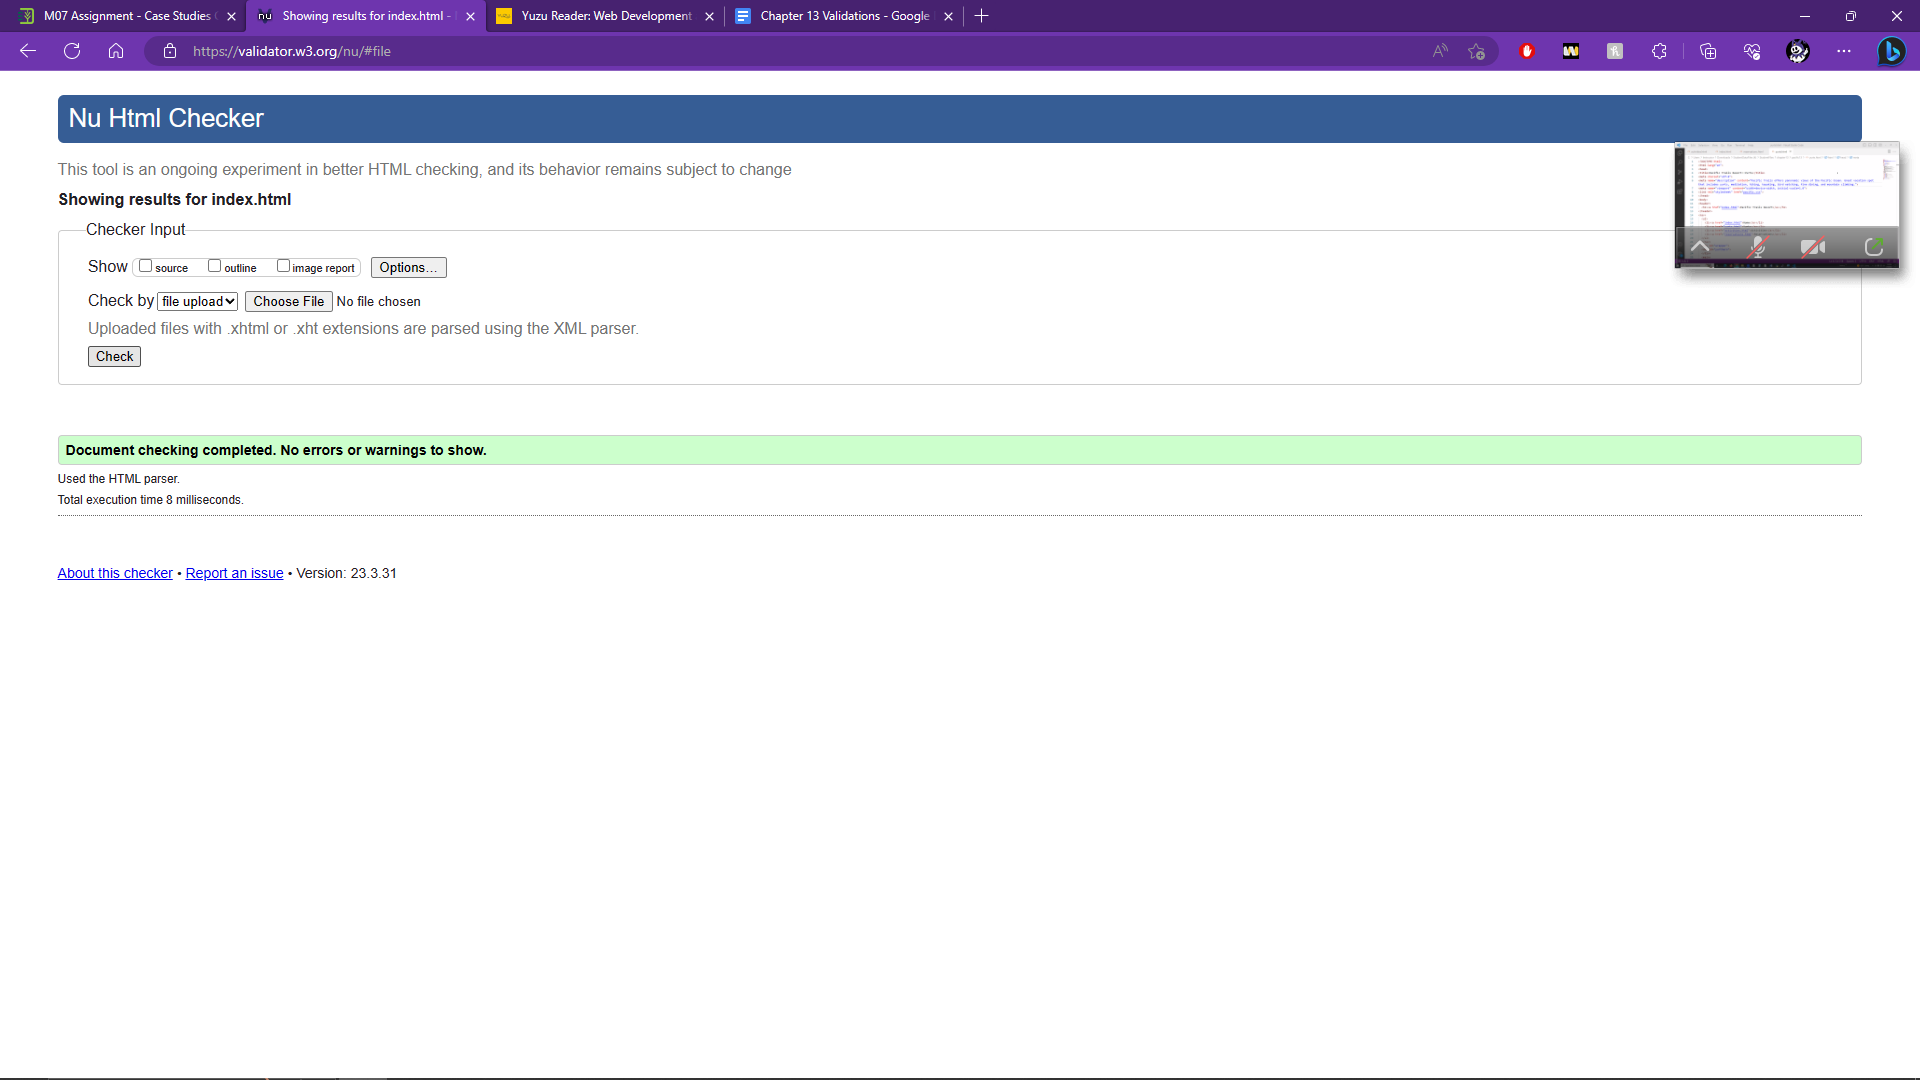 M07 Assignment - Case Studies
Showing results for index.html -
Yuzu Reader: Web Development
Chapter 13 Validations - Google
https://validator.w3.org/nu/#file
Nu Html Checker
This tool is an ongoing experiment in better HTML checking, and its behavior remains subject to change
Showing results for index.html
Checker Input
Show source outline image report Options...
Check by file upload Choose File No file chosen
Uploaded files with .xhtml or .xht extensions are parsed using the XML parser.
Check
Document checking completed. No errors or warnings to show.
Used the HTML parser.
Total execution time 8 milliseconds.
About this checker • Report an issue • Version: 23.3.31